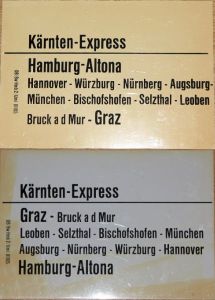 Kärnten-Express
Hamburg-Altona
Hannover - Würzburg - Nürnberg - Augsburg-
München - Bischofshofen - Selzthal - Leoben
Bruck a d Mur - Graz
Kärnten-Express
Graz - Bruck a d Mur
Leoben - Selzthal - Bischofshofen - München
Augsburg - Nürnberg - Würzburg - Hannover
Hamburg-Altona